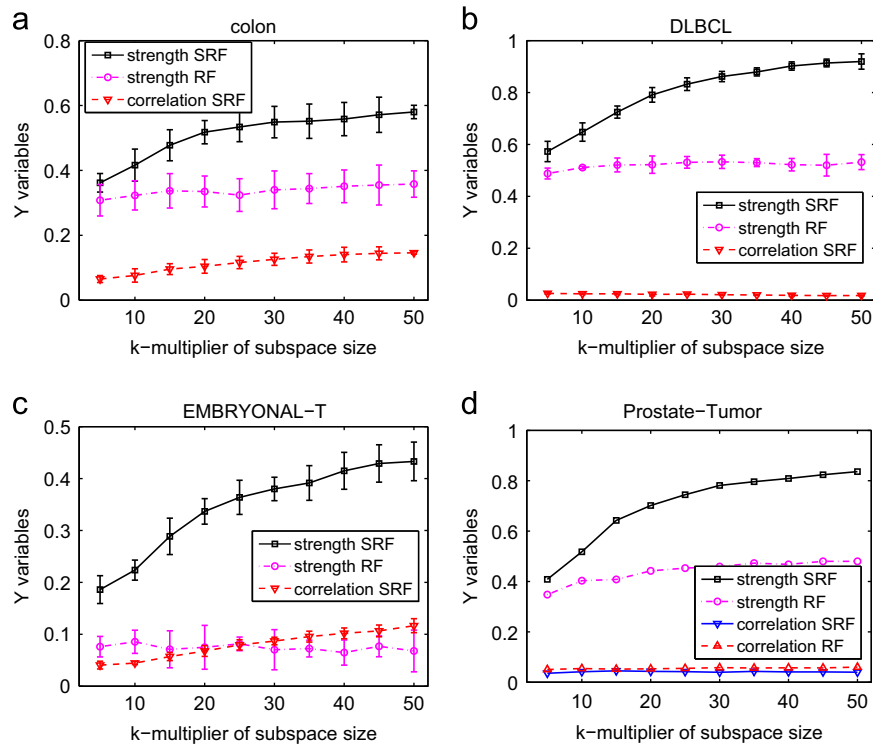 a
colon
strength SRF
strength RF
correlation SRF
0.8
0.6
0.4
0.2
0
Y variables
10 20 30 40 50
k−multiplier of subspace size
b
DLBCL
1
0.8
0.6
0.4
0.2
0
Y variables
strength SRF
strength RF
correlation SRF
10 20 30 40 50
k−multiplier of subspace size
c
EMBRYONAL−T
0.5
0.4
0.3
0.2
0.1
0
Y variables
strength SRF
strength RF
correlation SRF
10 20 30 40 50
k−multiplier of subspace size
d
Prostate−Tumor
1
0.8
0.6
0.4
0.2
0
Y variables
strength SRF
strength RF
correlation SRF
correlation RF
10 20 30 40 50
k−multiplier of subspace size